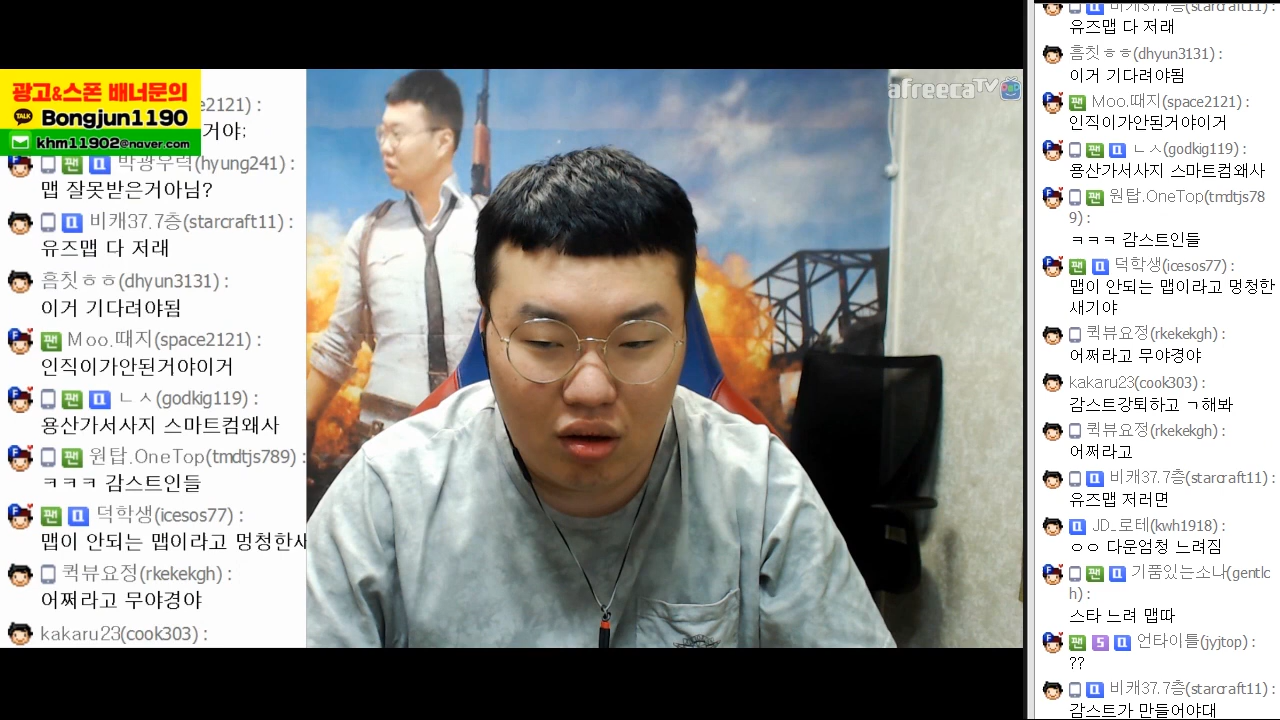 광고&스폰 배너문의
TALK Bongjun1190
khm11902@naver.com
e2121) :
거야;
박광우력(hyung241) :
맵 잘못받은거아님?
비캐37.7층(starcraft11) :
유즈맵 다 저래
흠칫ㅎㅎ(dhyun3131) :
이거 기다려야됨
Moo.때지(space2121) :
인직이가안된거야이거
ㄴㅅ(godkig119) :
용산가서사지 스마트컴왜사
원탑.OneTop(tmdtjs789) :
ㅋㅋㅋ 감스트인들
덕학생(icesos77) :
맵이 안되는 맵이라고 멍청한새
퀵뷰요정(rkekekgh) :
어쩌라고 무야경야
kakaru23(cook303) :
afreecaTV
비캐37.7층(starcraft11) :
유즈맵 다 저래
흠칫ㅎㅎ(dhyun3131) :
이거 기다려야됨
Moo.때지(space2121) :
인직이가안된거야이거
ㄴㅅ(godkig119) :
용산가서사지 스마트컴왜사
원탑.OneTop(tmdtjs78
9) :
ㅋㅋㅋ 감스트인들
덕학생(icesos77) :
맵이 안되는 맵이라고 멍청한
새기야
퀵뷰요정(rkekekgh) :
어쩌라고 무야경야
kakaru23(cook303) :
감스트강퇴하고 ㄱ해봐
퀵뷰요정(rkekekgh) :
어쩌라고
비캐37.7층(starcraft11) :
유즈맵 저러면
JD_로테(kwh1918) :
ㅇㅇ 다운엄청 느려짐
기품있는소나(gentlc
h) :
스타 느려 맵따
언타이틀(jyjtop) :
??
비캐37.7층(starcraft11) :
감스트가 만들어야대